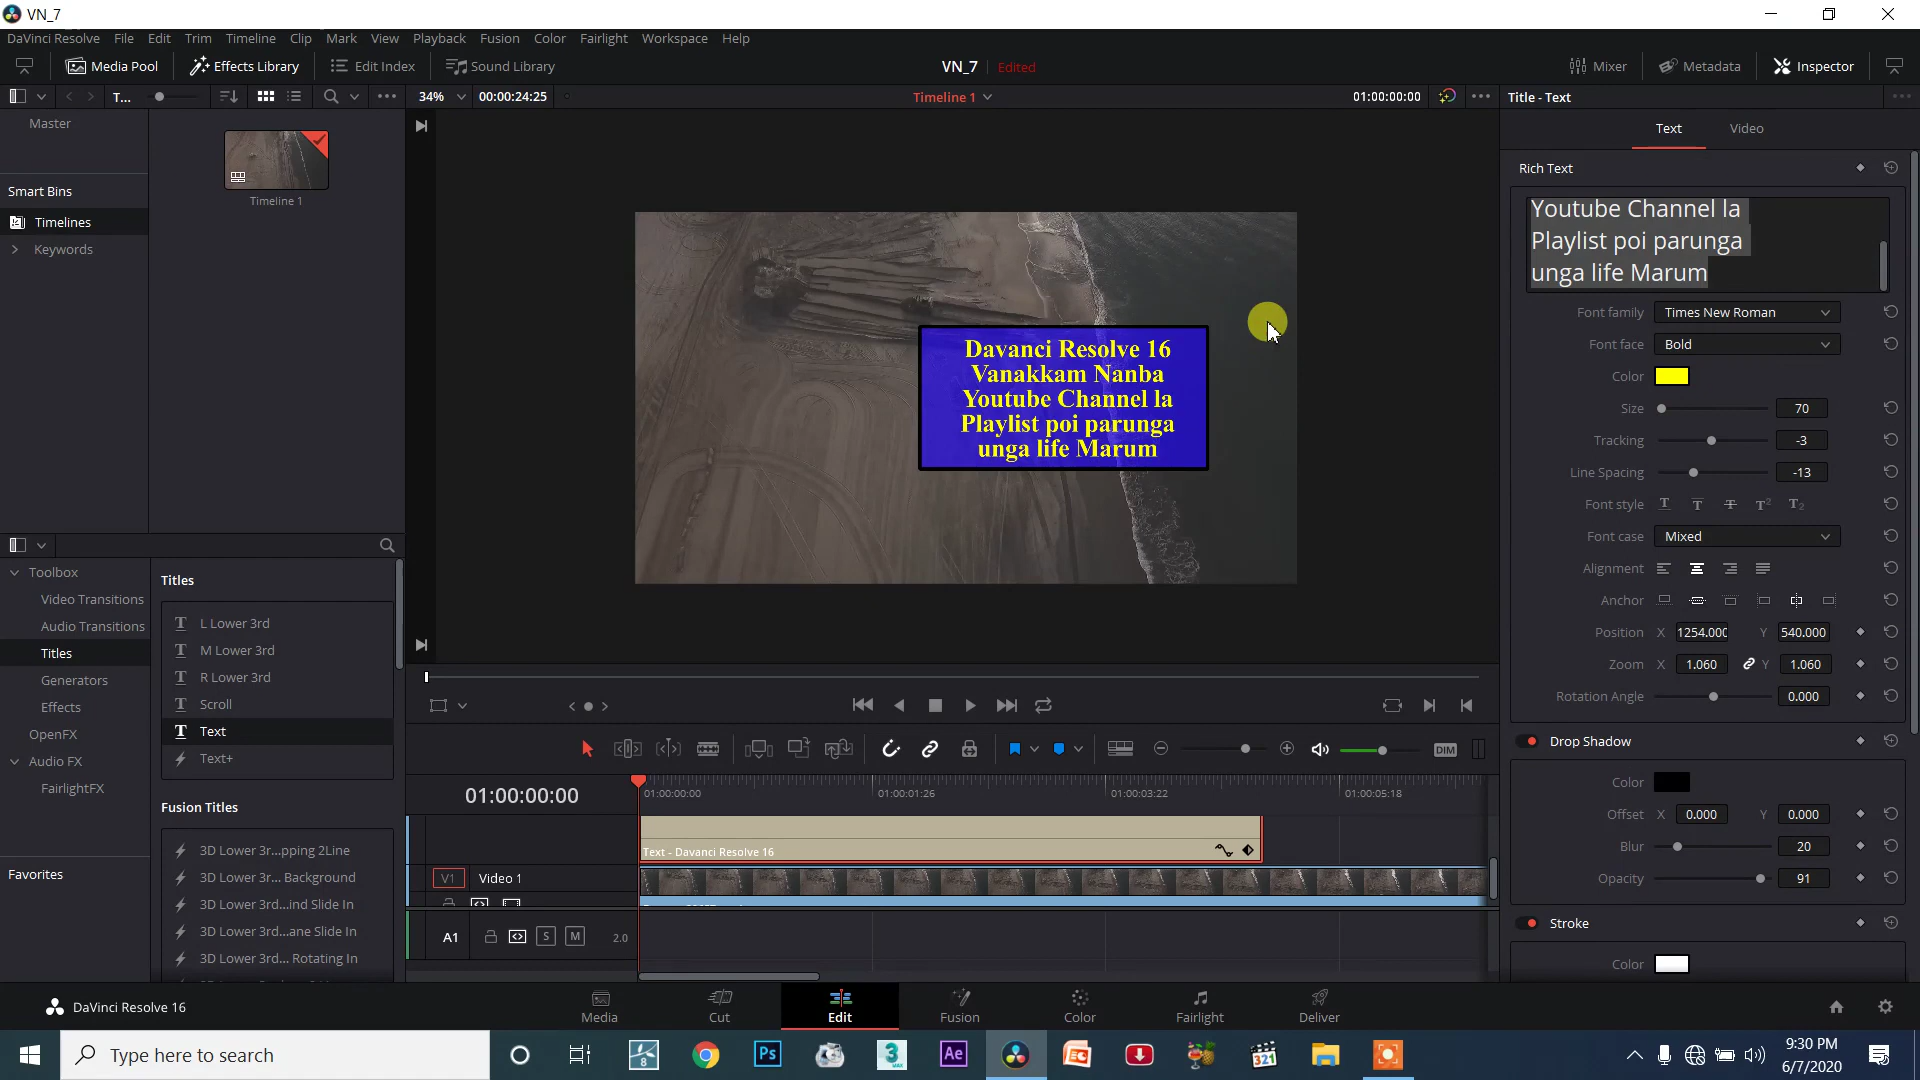 VN_7
DaVinci Resolve File Edit Trim Timeline Clip Mark View Playback Fusion Color Fairlight Workspace Help
Media Pool Effects Library Edit Index Sound Library VN_7 Edited Mixer Metadata Inspector
T... 34% 00:00:24:25 Timeline 1 01:00:00:00 Title - Text
Master
Timeline 1
Smart Bins
Timelines
Keywords
Text Video
Rich Text
Youtube Channel la
Playlist poi parunga
unga life Marum
Davanci Resolve 16
Vanakkam Nanba
Youtube Channel la
Playlist poi parunga
unga life Marum
Font family Times New Roman
Font face Bold
Color
Size 70
Tracking -3
Line Spacing -13
Font style T T T T2 T2
Font case Mixed
Alignment
Anchor
Position X 1254.000 Y 540.000
Zoom X 1.060 Y 1.060
Rotation Angle 0.000
Drop Shadow
Color
Offset X 0.000 Y 0.000
Blur 20
Opacity 91
Stroke
Color
Toolbox
Video Transitions
Audio Transitions
Titles
Generators
Effects
OpenFX
Audio FX
FairlightFX
Favorites
Titles
L Lower 3rd
M Lower 3rd
R Lower 3rd
Scroll
Text
Text+
Fusion Titles
3D Lower 3r...pping 2Line
3D Lower 3r... Background
3D Lower 3rd...ind Slide In
3D Lower 3rd...ane Slide In
3D Lower 3rd... Rotating In
DIM
01:00:00:00 01:00:00:00 01:00:01:26 01:00:03:22 01:00:05:18
Text - Davanci Resolve 16
V1 Video 1
A1 S M 2.0
DaVinci Resolve 16 Media Cut Edit Fusion Color Fairlight Deliver
Type here to search
Ps
Ae
321
9:30 PM
6/7/2020